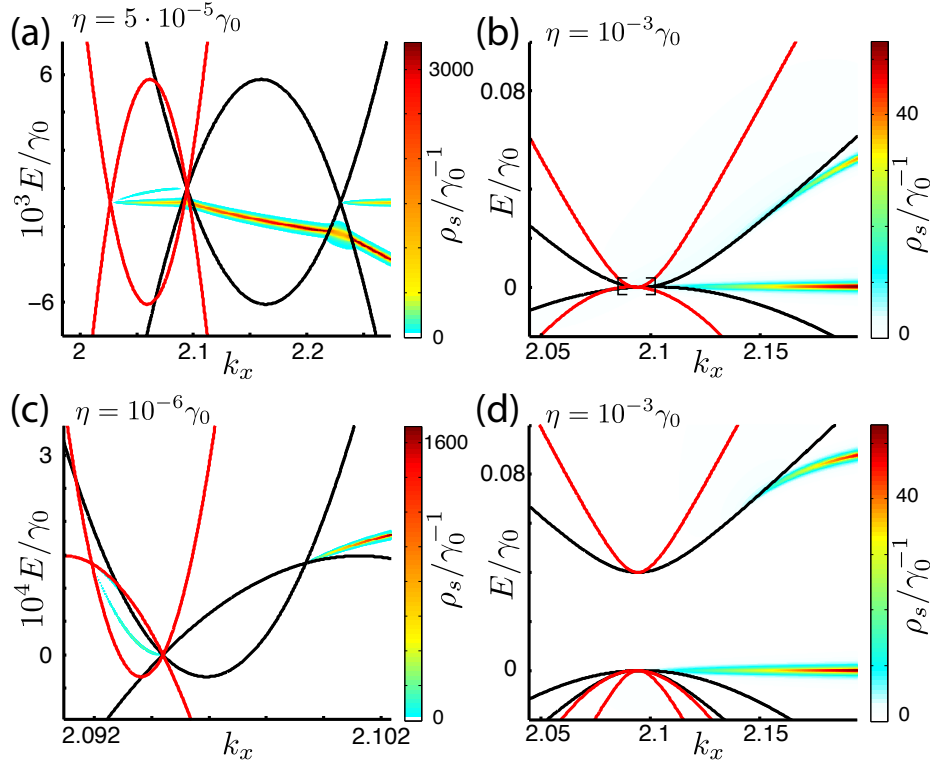 (a) η = 5 · 10⁻⁵γ₀
6
10³E/γ₀
−6
2 2.1 2.2
kₓ
3000
ρₛ/γ₀⁻¹
0
(b) η = 10⁻³γ₀
0.08
E/γ₀
0
2.05 2.1 2.15
kₓ
40
ρₛ/γ₀⁻¹
0
(c) η = 10⁻⁶γ₀
3
10⁴E/γ₀
0
2.092 2.102
kₓ
1600
ρₛ/γ₀⁻¹
0
(d) η = 10⁻³γ₀
0.08
E/γ₀
0
2.05 2.1 2.15
kₓ
40
ρₛ/γ₀⁻¹
0